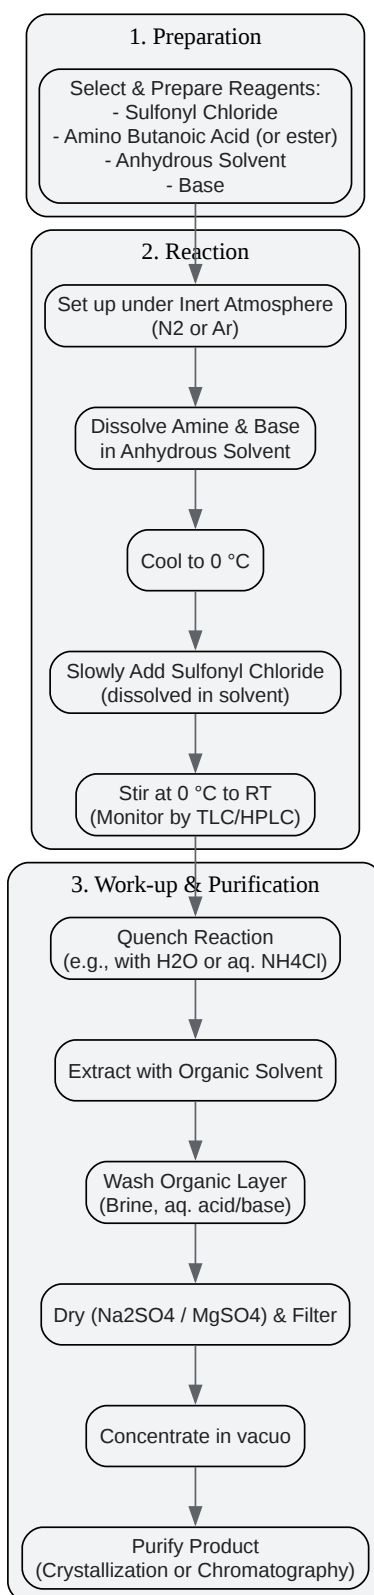 1. Preparation
Select & Prepare Reagents:
- Sulfonyl Chloride
- Amino Butanoic Acid (or ester)
- Anhydrous Solvent
- Base
2. Reaction
Set up under Inert Atmosphere
(N2 or Ar)
Dissolve Amine & Base
in Anhydrous Solvent
Cool to 0 °C
Slowly Add Sulfonyl Chloride
(dissolved in solvent)
Stir at 0 °C to RT
(Monitor by TLC/HPLC)
3. Work-up & Purification
Quench Reaction
(e.g., with H2O or aq. NH4Cl)
Extract with Organic Solvent
Wash Organic Layer
(Brine, aq. acid/base)
Dry (Na2SO4 / MgSO4) & Filter
Concentrate in vacuo
Purify Product
(Crystallization or Chromatography)